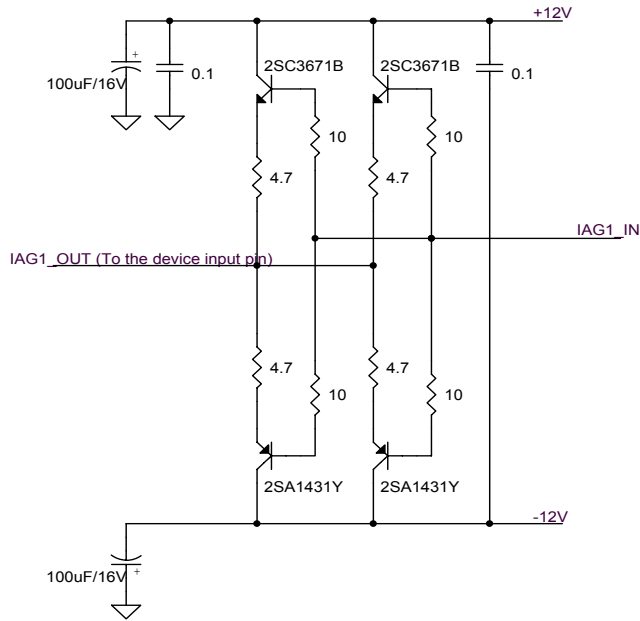 +12V
2SC3671B
2SC3671B
+
100uF/16V
0.1
0.1
10
10
4.7
4.7
IAG1_IN
IAG1_OUT (To the device input pin)
4.7
4.7
10
10
2SA1431Y
2SA1431Y
-12V
100uF/16V
+